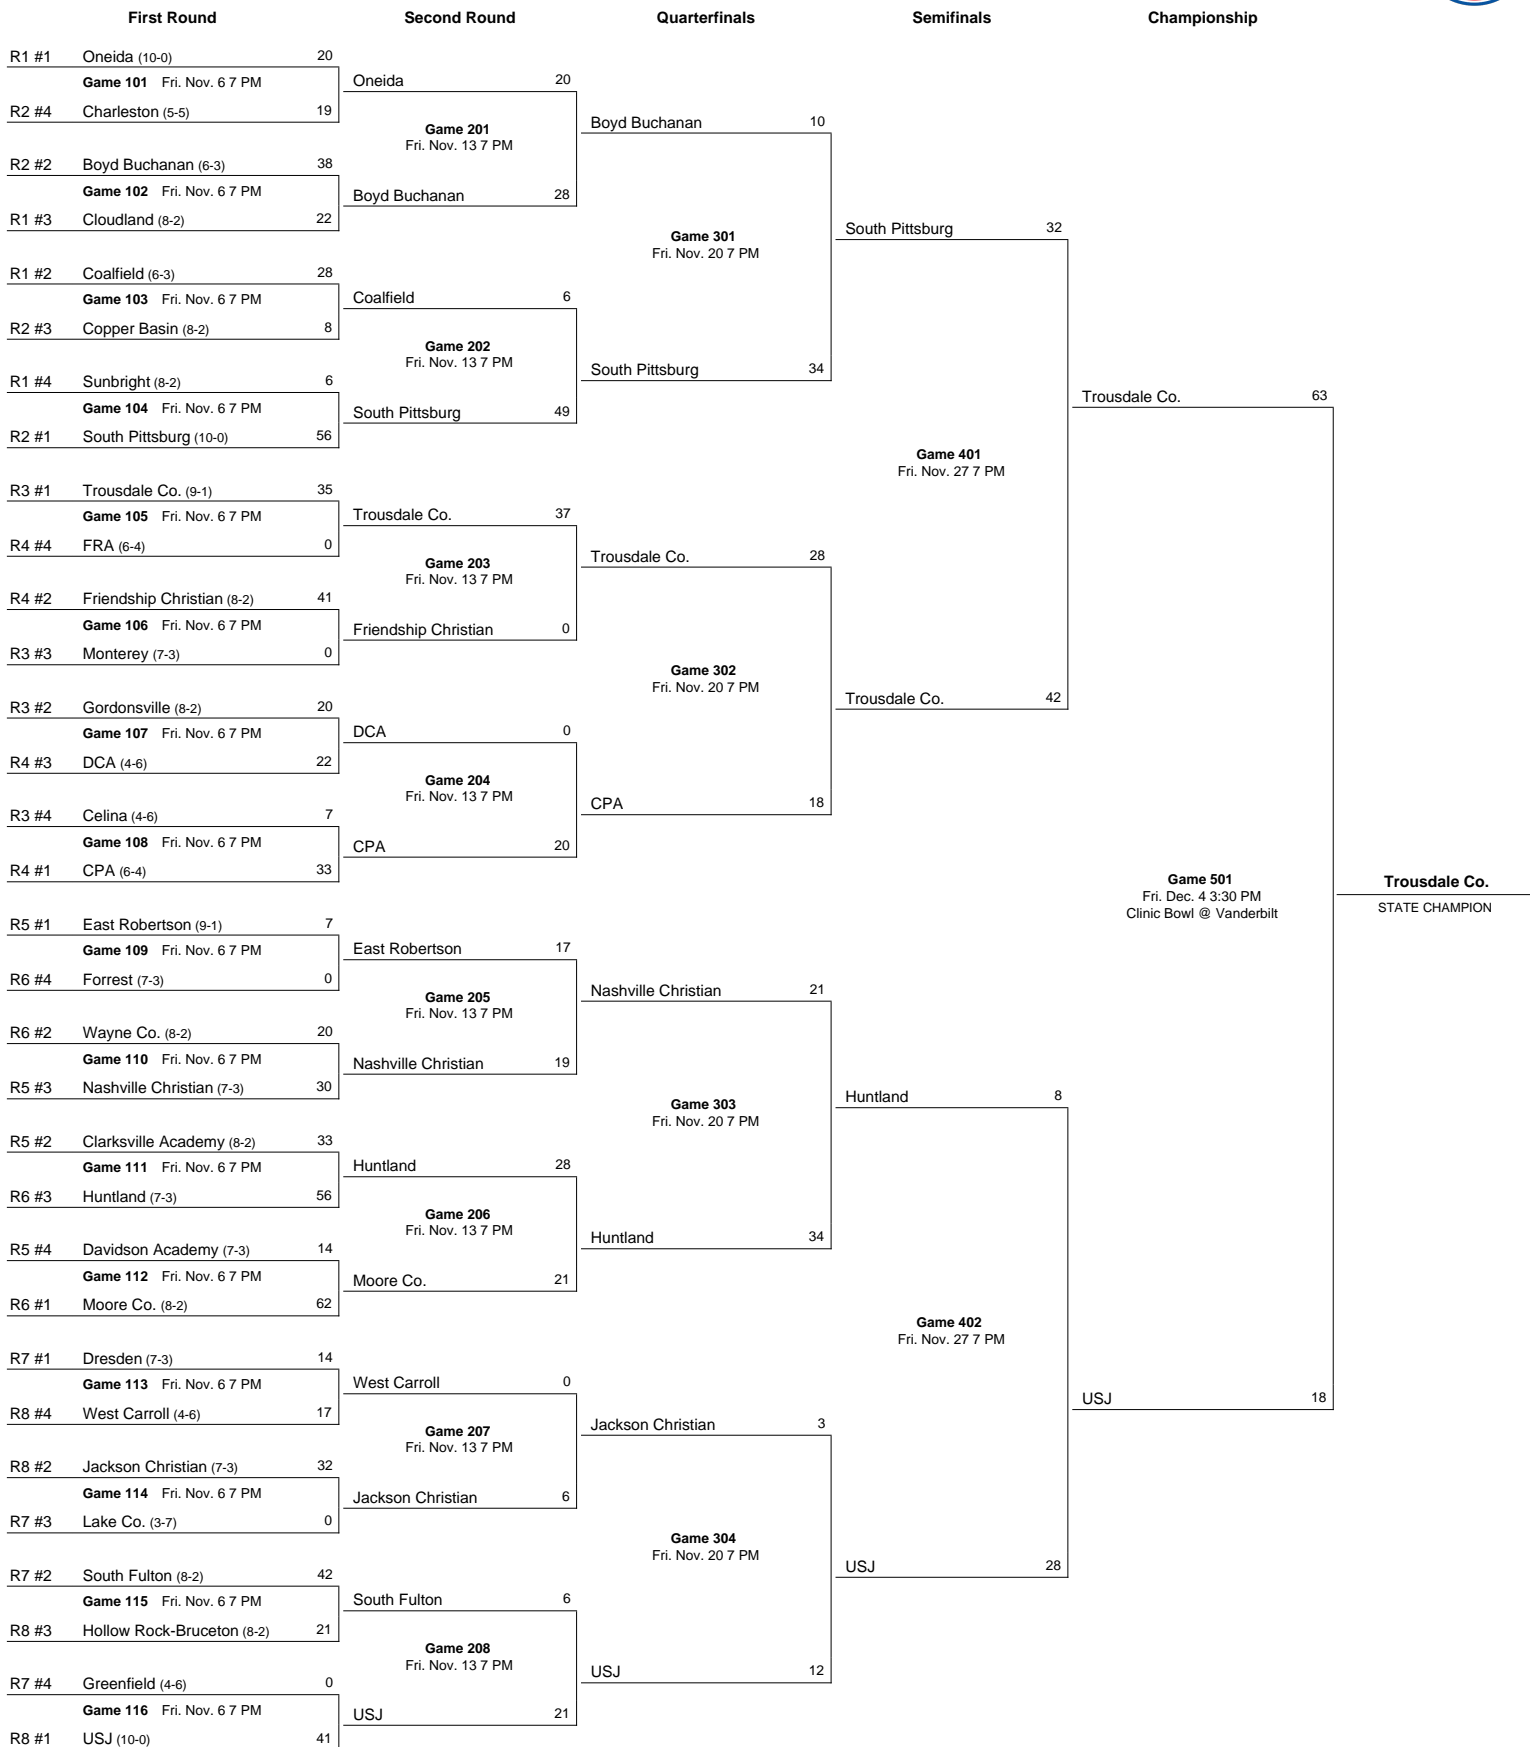 First Round Second Round Quarterfinals Semifinals Championship
R1 #1 Oneida (10-0) 20
Game 101 Fri. Nov. 6 7 PM
R2 #4 Charleston (5-5) 19
R2 #2 Boyd Buchanan (6-3) 38
Game 102 Fri. Nov. 6 7 PM
R1 #3 Cloudland (8-2) 22
R1 #2 Coalfield (6-3) 28
Game 103 Fri. Nov. 6 7 PM
R2 #3 Copper Basin (8-2) 8
R1 #4 Sunbright (8-2) 6
Game 104 Fri. Nov. 6 7 PM
R2 #1 South Pittsburg (10-0) 56
R3 #1 Trousdale Co. (9-1) 35
Game 105 Fri. Nov. 6 7 PM
R4 #4 FRA (6-4) 0
R4 #2 Friendship Christian (8-2) 41
Game 106 Fri. Nov. 6 7 PM
R3 #3 Monterey (7-3) 0
R3 #2 Gordonsville (8-2) 20
Game 107 Fri. Nov. 6 7 PM
R4 #3 DCA (4-6) 22
R3 #4 Celina (4-6) 7
Game 108 Fri. Nov. 6 7 PM
R4 #1 CPA (6-4) 33
R5 #1 East Robertson (9-1) 7
Game 109 Fri. Nov. 6 7 PM
R6 #4 Forrest (7-3) 0
R6 #2 Wayne Co. (8-2) 20
Game 110 Fri. Nov. 6 7 PM
R5 #3 Nashville Christian (7-3) 30
R5 #2 Clarksville Academy (8-2) 33
Game 111 Fri. Nov. 6 7 PM
R6 #3 Huntland (7-3) 56
R5 #4 Davidson Academy (7-3) 14
Game 112 Fri. Nov. 6 7 PM
R6 #1 Moore Co. (8-2) 62
R7 #1 Dresden (7-3) 14
Game 113 Fri. Nov. 6 7 PM
R8 #4 West Carroll (4-6) 17
R8 #2 Jackson Christian (7-3) 32
Game 114 Fri. Nov. 6 7 PM
R7 #3 Lake Co. (3-7) 0
R7 #2 South Fulton (8-2) 42
Game 115 Fri. Nov. 6 7 PM
R8 #3 Hollow Rock-Bruceton (8-2) 21
R7 #4 Greenfield (4-6) 0
Game 116 Fri. Nov. 6 7 PM
R8 #1 USJ (10-0) 41
Oneida 20
Game 201
Fri. Nov. 13 7 PM
Boyd Buchanan 28
Coalfield 6
Game 202
Fri. Nov. 13 7 PM
South Pittsburg 49
Trousdale Co. 37
Game 203
Fri. Nov. 13 7 PM
Friendship Christian 0
DCA 0
Game 204
Fri. Nov. 13 7 PM
CPA 20
East Robertson 17
Game 205
Fri. Nov. 13 7 PM
Nashville Christian 19
Huntland 28
Game 206
Fri. Nov. 13 7 PM
Moore Co. 21
West Carroll 0
Game 207
Fri. Nov. 13 7 PM
Jackson Christian 6
South Fulton 6
Game 208
Fri. Nov. 13 7 PM
USJ 21
Boyd Buchanan 10
Game 301
Fri. Nov. 20 7 PM
South Pittsburg 34
Trousdale Co. 28
Game 302
Fri. Nov. 20 7 PM
CPA 18
Nashville Christian 21
Game 303
Fri. Nov. 20 7 PM
Huntland 34
Jackson Christian 3
Game 304
Fri. Nov. 20 7 PM
USJ 12
South Pittsburg 32
Game 401
Fri. Nov. 27 7 PM
Trousdale Co. 42
Huntland 8
Game 402
Fri. Nov. 27 7 PM
USJ 28
Trousdale Co. 63
Game 501
Fri. Dec. 4 3:30 PM
Clinic Bowl @ Vanderbilt
USJ 18
Trousdale Co.
STATE CHAMPION